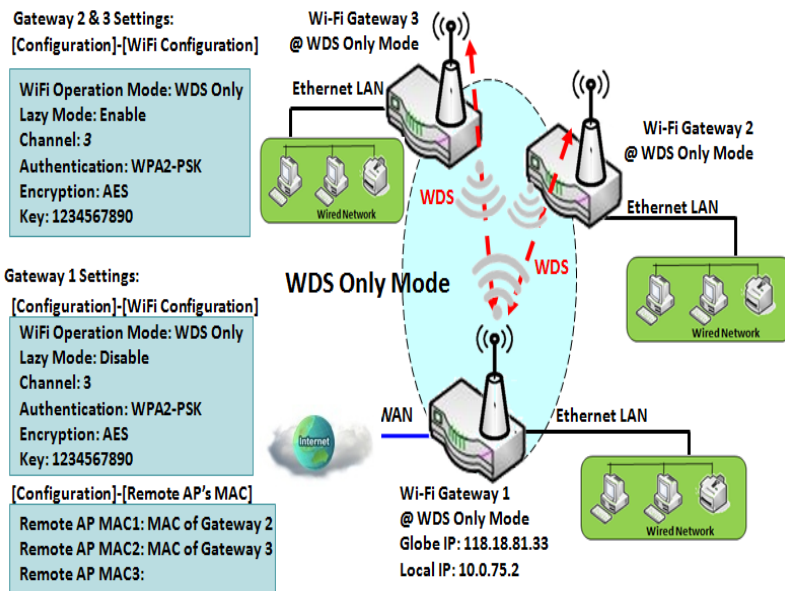 Gateway 2 & 3 Settings:
[Configuration]-[WiFi Configuration]
WiFi Operation Mode: WDS Only
Lazy Mode: Enable
Channel: 3
Authentication: WPA2-PSK
Encryption: AES
Key: 1234567890
Wi-Fi Gateway 3
@ WDS Only Mode
Ethernet LAN
Wired Network
Wi-Fi Gateway 2
@ WDS Only Mode
Ethernet LAN
Wired Network
WDS
WDS
WDS Only Mode
Gateway 1 Settings:
[Configuration]-[WiFi Configuration]
WiFi Operation Mode: WDS Only
Lazy Mode: Disable
Channel: 3
Authentication: WPA2-PSK
Encryption: AES
Key: 1234567890
[Configuration]-[Remote AP's MAC]
Remote AP MAC1: MAC of Gateway 2
Remote AP MAC2: MAC of Gateway 3
Remote AP MAC3:
Internet
WAN
Ethernet LAN
Wired Network
Wi-Fi Gateway 1
@ WDS Only Mode
Globe IP: 118.18.81.33
Local IP: 10.0.75.2